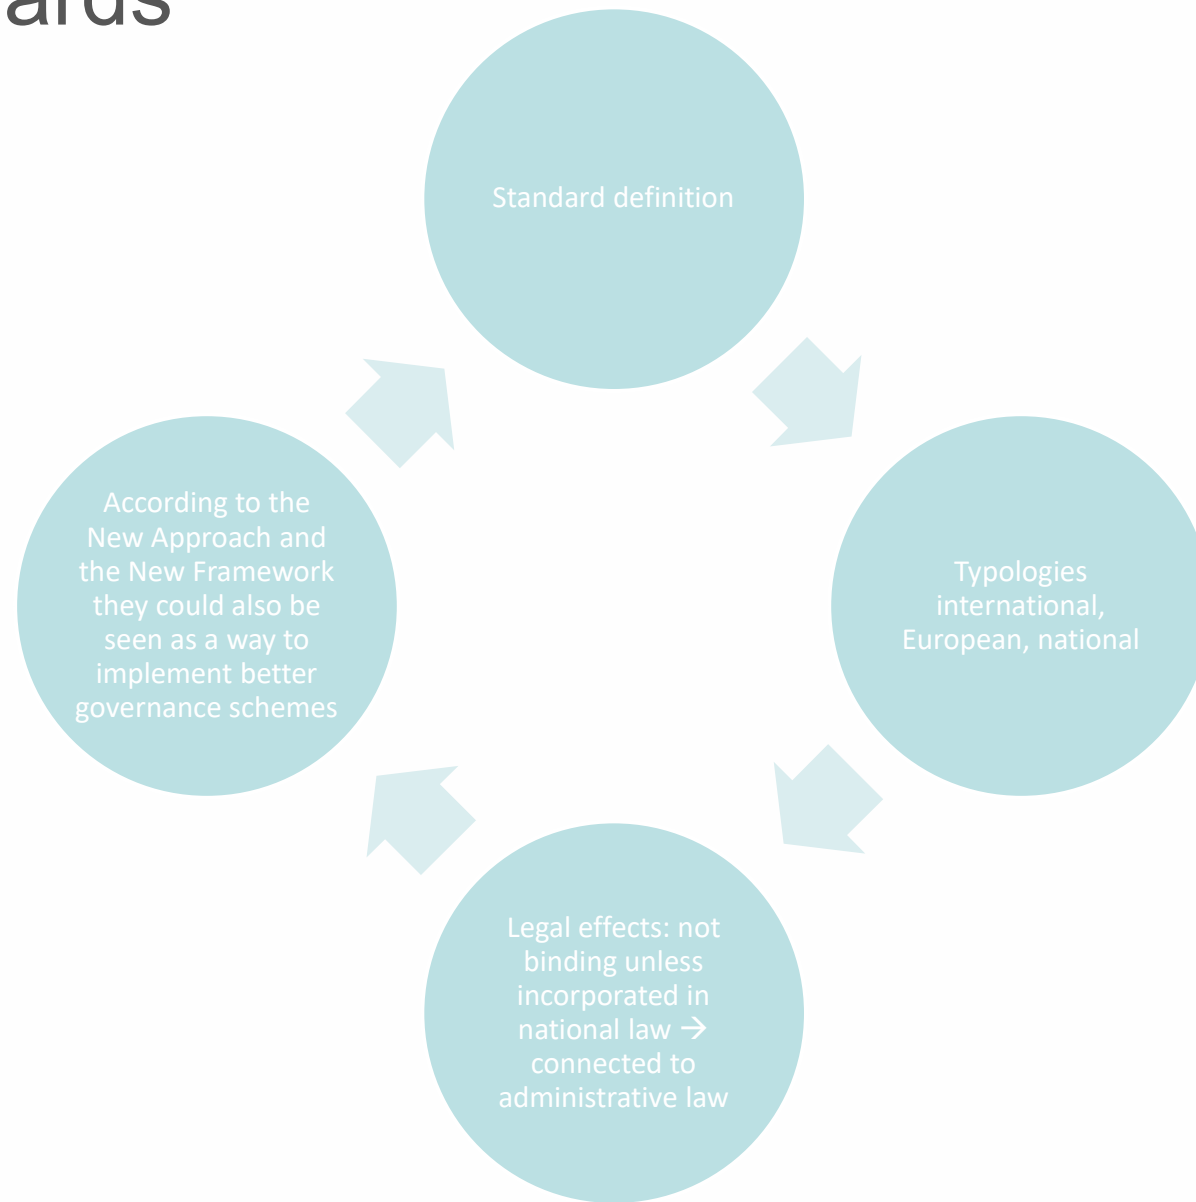 ards
Standard definition
Typologies
international,
European, national
Legal effects: not
binding unless
incorporated in
national law →
connected to
administrative law
According to the
New Approach and
the New Framework
they could also be
seen as a way to
implement better
governance schemes